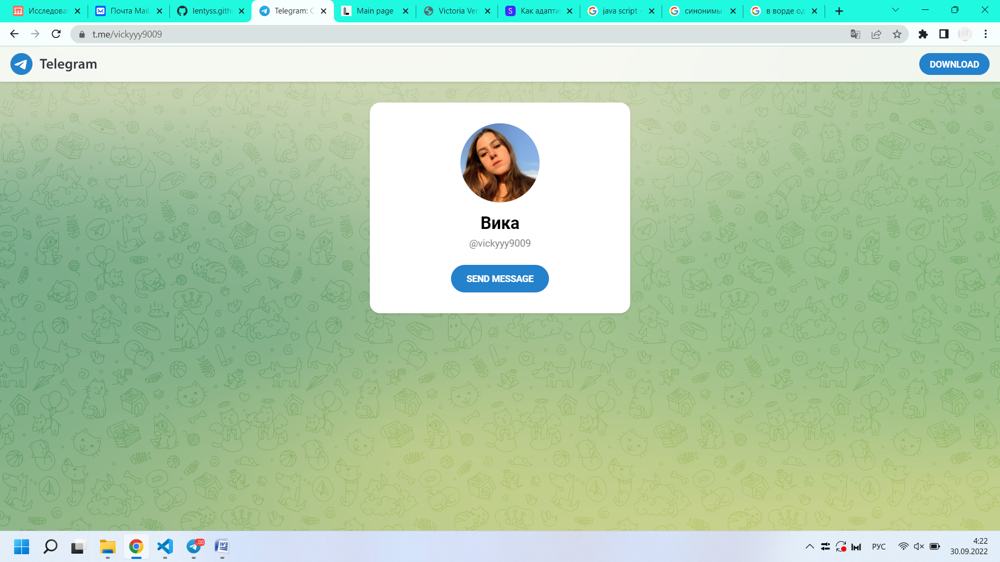 Исследова
Почта Mail.
lentyss.gith
Telegram: C
Main page
Victoria Ver
Как адапти
java script -
синонимы
в ворде од
t.me/vickyyy9009
Telegram
DOWNLOAD
Вика
@vickyyy9009
SEND MESSAGE
РУС
4:22
30.09.2022